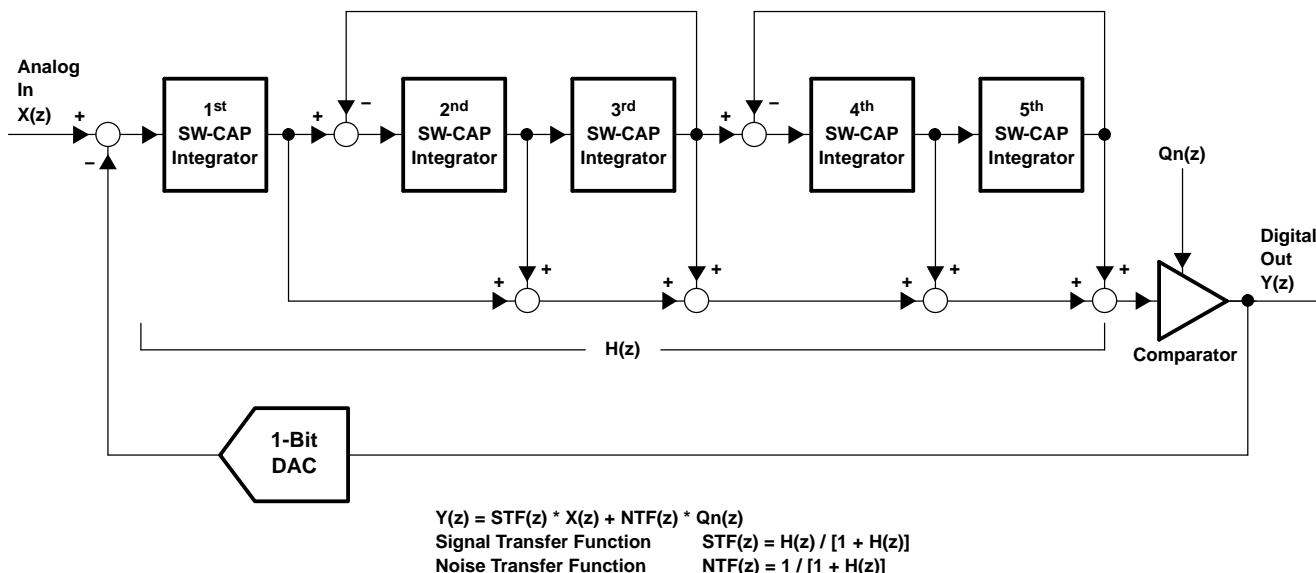 Analog
In
X(z)
+
−
1st
SW-CAP
Integrator
+
−
2nd
SW-CAP
Integrator
3rd
SW-CAP
Integrator
+
−
4th
SW-CAP
Integrator
5th
SW-CAP
Integrator
Qn(z)
Digital
Out
Y(z)
+
+
+
+
+
+
+
+
H(z)
Comparator
1-Bit
DAC
Y(z) = STF(z) * X(z) + NTF(z) * Qn(z)
Signal Transfer Function STF(z) = H(z) / [1 + H(z)]
Noise Transfer Function NTF(z) = 1 / [1 + H(z)]